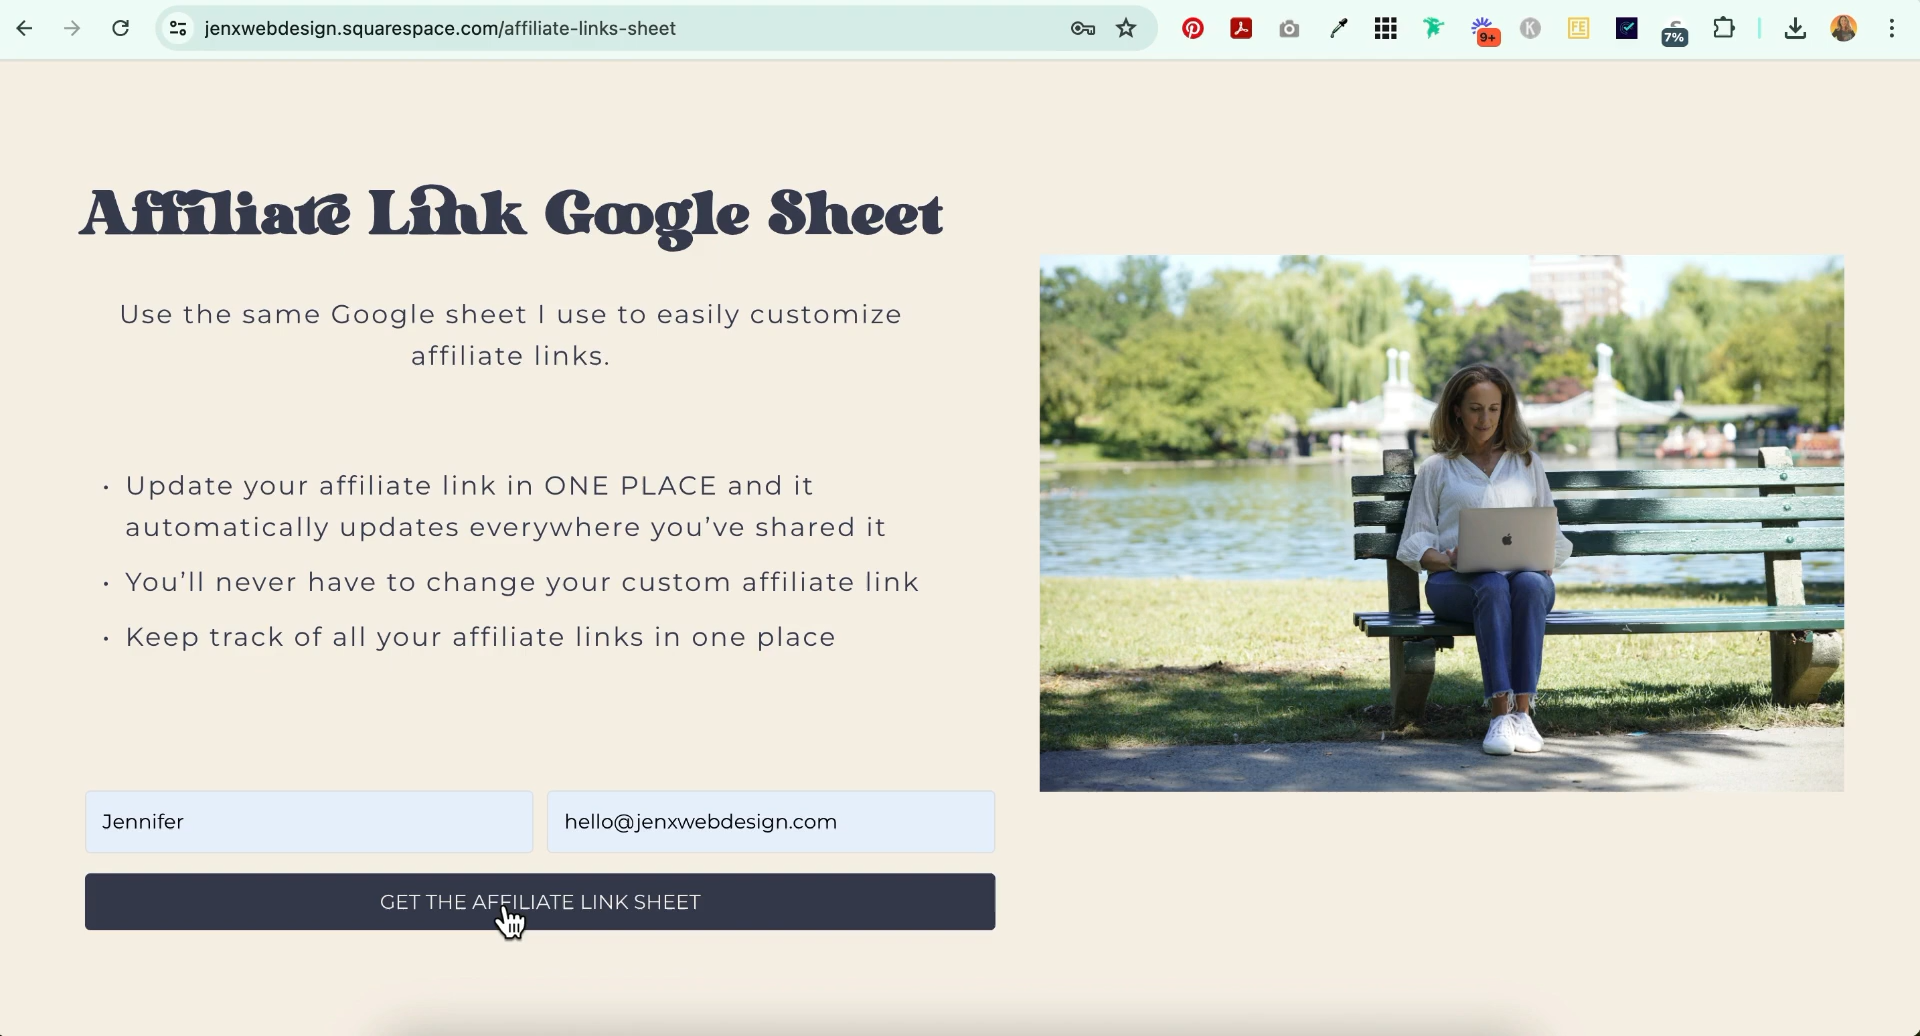 jenxwebdesign.squarespace.com/affiliate-links-sheet
9+
K
FE
7%
Affiliate Link Google Sheet
Use the same Google sheet I use to easily customize
affiliate links.
• Update your affiliate link in ONE PLACE and it
automatically updates everywhere you’ve shared it
• You’ll never have to change your custom affiliate link
• Keep track of all your affiliate links in one place
Jennifer
hello@jenxwebdesign.com
GET THE AFFILIATE LINK SHEET